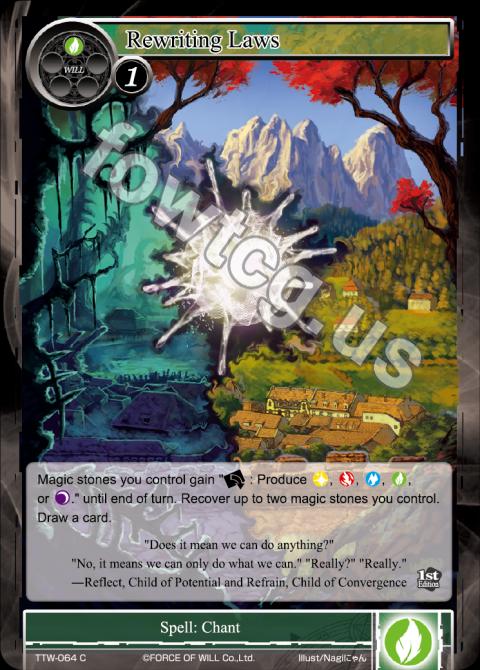 Rewriting Laws
WILL
1
fowtcg.us
Magic stones you control gain " : Produce , , , ,
or ." until end of turn. Recover up to two magic stones you control.
Draw a card.
"Does it mean we can do anything?"
"No, it means we can only do what we can." "Really?" "Really."
—Reflect, Child of Potential and Refrain, Child of Convergence
1st
Edition
Spell: Chant
TTW-064 C ©FORCE OF WILL Co.,Ltd. Illust/Nagiにゃん